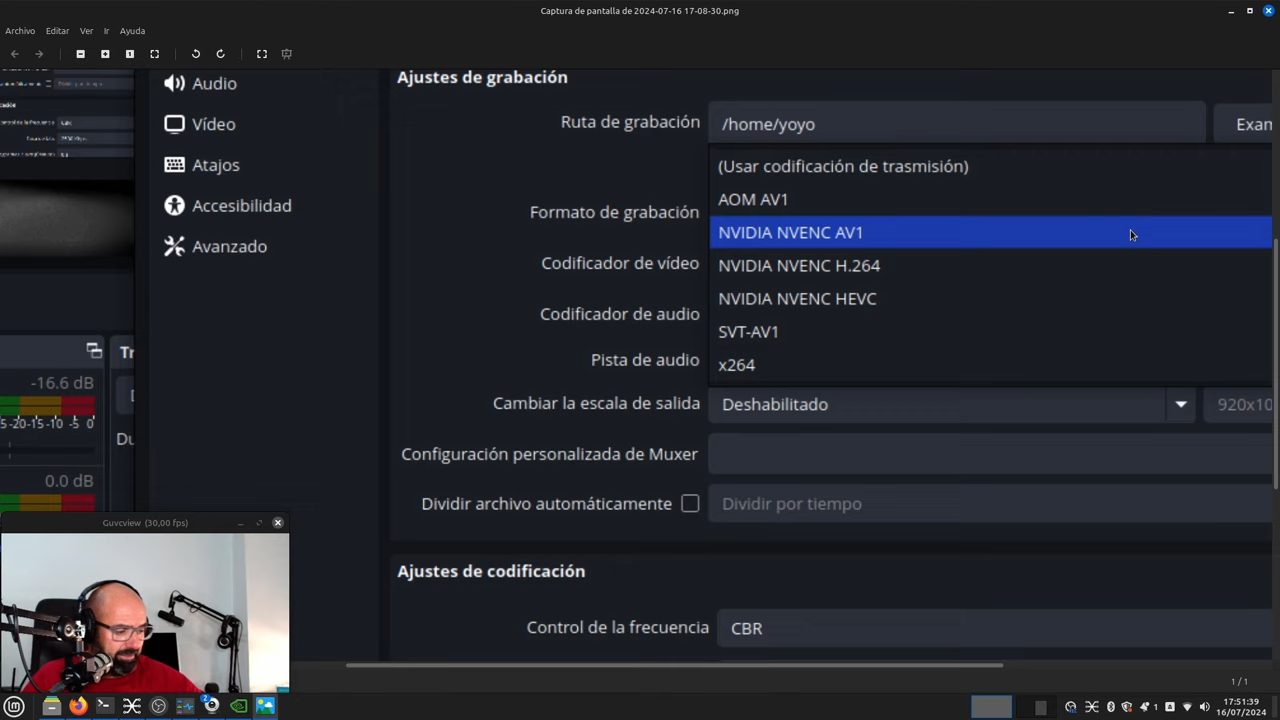 Captura de pantalla de 2024-07-16 17-08-30.png
Archivo Editar Ver Ir Ayuda
Ajustes de grabación
Audio
Vídeo
Atajos
Accesibilidad
Avanzado
Ruta de grabación /home/yoyo Exam
(Usar codificación de trasmisión)
AOM AV1
Formato de grabación
NVIDIA NVENC AV1
Codificador de vídeo
NVIDIA NVENC H.264
NVIDIA NVENC HEVC
Codificador de audio
SVT-AV1
Pista de audio
x264
Cambiar la escala de salida Deshabilitado 920x10
Configuración personalizada de Muxer
Dividir archivo automáticamente Dividir por tiempo
Ajustes de codificación
Control de la frecuencia CBR
Tr
-16.6 dB
5 -20 -15 -10 -5 0
Du
0.0 dB
Guvcview (30,00 fps)
1 / 1
2
1
17:51:39
16/07/2024